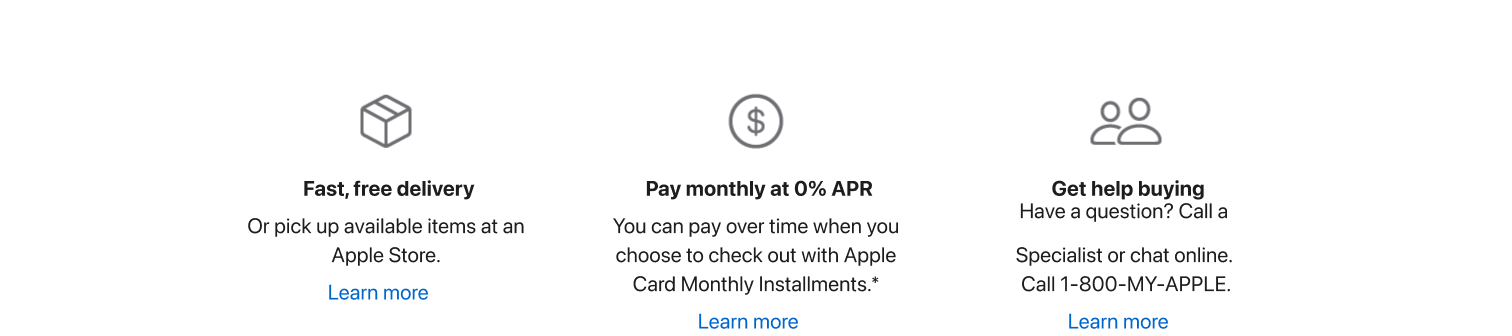 Fast, free delivery
Or pick up available items at an
Apple Store.
Learn more
Pay monthly at 0% APR
You can pay over time when you
choose to check out with Apple
Card Monthly Installments.*
Learn more
Get help buying
Have a question? Call a
Specialist or chat online.
Call 1-800-MY-APPLE.
Learn more